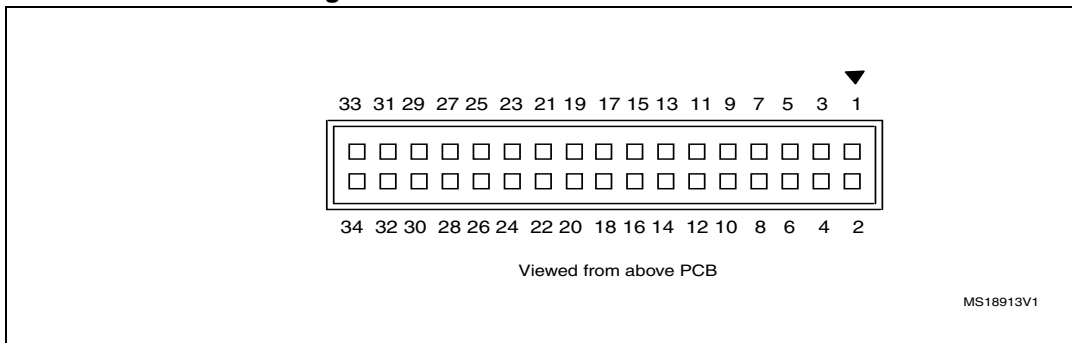 33 31 29 27 25 23 21 19 17 15 13 11 9 7 5 3 1
34 32 30 28 26 24 22 20 18 16 14 12 10 8 6 4 2
Viewed from above PCB
MS18913V1